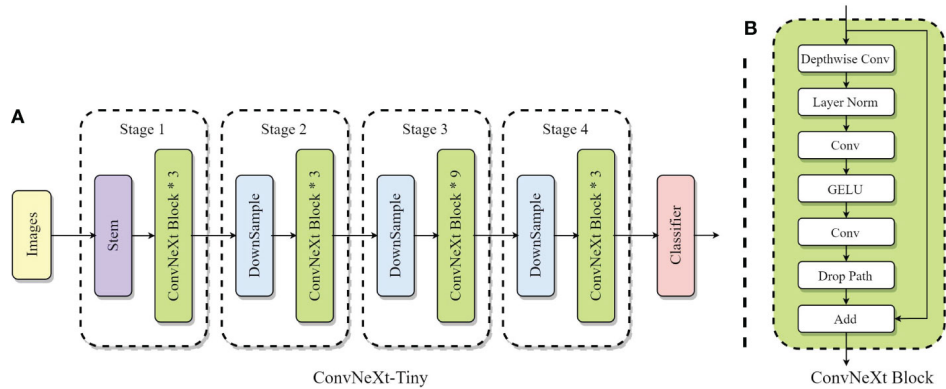 A
Stage 1
Stage 2
Stage 3
Stage 4
Images
Stem
ConvNeXt Block * 3
DownSample
ConvNeXt Block * 3
DownSample
ConvNeXt Block * 9
DownSample
ConvNeXt Block * 3
Classifier
ConvNeXt-Tiny
B
Depthwise Conv
Layer Norm
Conv
GELU
Conv
Drop Path
Add
ConvNeXt Block